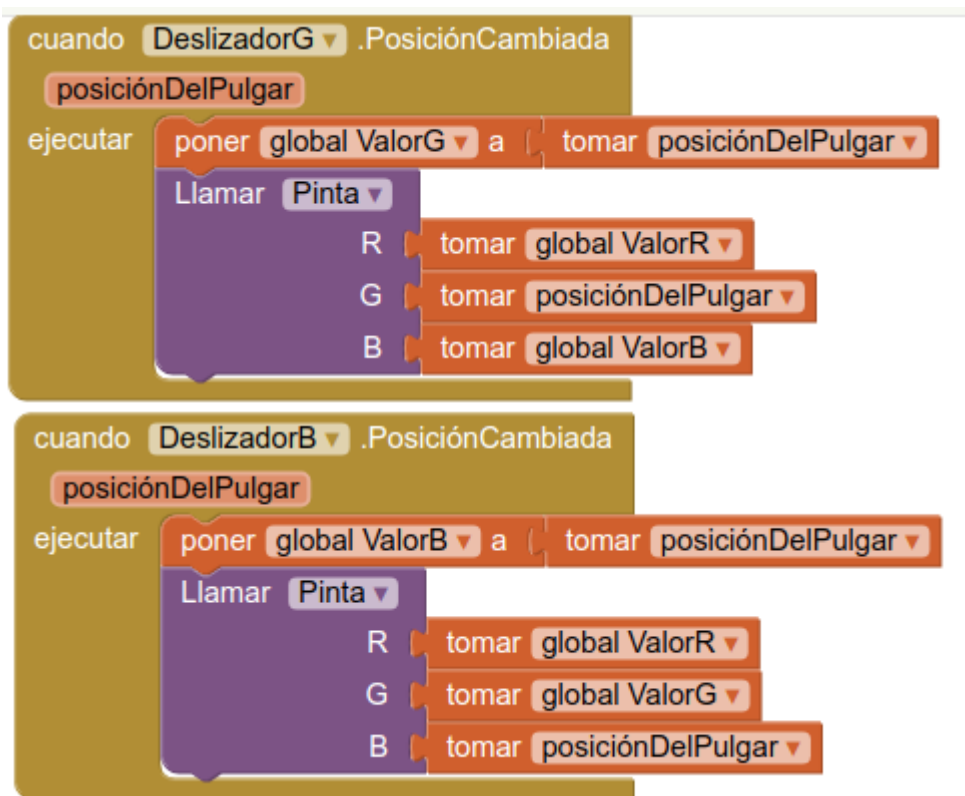 cuando DeslizadorG .PosiciónCambiada
posiciónDelPulgar
ejecutar poner global ValorG a tomar posiciónDelPulgar
Llamar Pinta
R tomar global ValorR
G tomar posiciónDelPulgar
B tomar global ValorB
cuando DeslizadorB .PosiciónCambiada
posiciónDelPulgar
ejecutar poner global ValorB a tomar posiciónDelPulgar
Llamar Pinta
R tomar global ValorR
G tomar global ValorG
B tomar posiciónDelPulgar